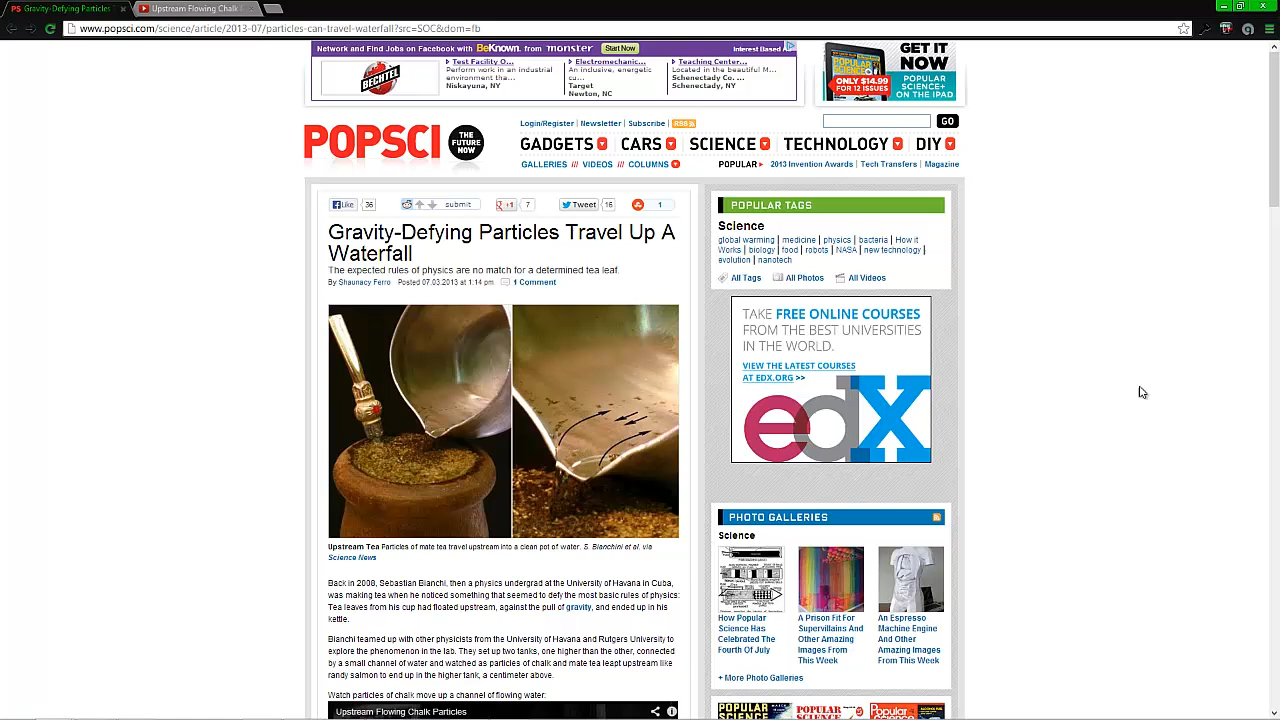 PS Gravity-Defying Particles
Upstream Flowing Chalk
www.popsci.com/science/article/2013-07/particles-can-travel-waterfall?src=SOC&dom=fb
Network and Find Jobs on Facebook with BeKnown. from monster Start Now Interest Based
BECHTEL
Test Facility O...
Perform work in an industrial
environment tha...
Niskayuna, NY
Electromechanic...
An inclusive, energetic
cu...
Target
Newton, NC
Teaching Center...
Located in the beautiful M...
Schenectady Co. ...
Schenectady, NY
POPULAR
SCIENCE
ONLY $14.99
FOR 12 ISSUES
GET IT
NOW
POPULAR
SCIENCE+
ON THE IPAD
POPSCI
THE
FUTURE
NOW
Login/Register | Newsletter | Subscribe | RSS
GO
GADGETS CARS SCIENCE TECHNOLOGY DIY
GALLERIES /// VIDEOS /// COLUMNS
POPULAR 2013 Invention Awards | Tech Transfers | Magazine
Like 36 submit +1 7 Tweet 16 1
Gravity-Defying Particles Travel Up A
Waterfall
The expected rules of physics are no match for a determined tea leaf.
By Shaunacy Ferro Posted 07.03.2013 at 1:14 pm 1 Comment
Upstream Tea Particles of mate tea travel upstream into a clean pot of water. S. Bianchini et al. via
Science News
Back in 2008, Sebastian Bianchi, then a physics undergrad at the University of Havana in Cuba,
was making tea when he noticed something that seemed to defy the most basic rules of physics:
Tea leaves from his cup had floated upstream, against the pull of gravity, and ended up in his
kettle.
Bianchi teamed up with other physicists from the University of Havana and Rutgers University to
explore the phenomenon in the lab. They set up two tanks, one higher than the other, connected
by a small channel of water and watched as particles of chalk and mate tea leapt upstream like
randy salmon to end up in the higher tank, a centimeter above.
Watch particles of chalk move up a channel of flowing water:
Upstream Flowing Chalk Particles
POPULAR TAGS
Science
global warming | medicine | physics | bacteria | How it
Works | biology | food | robots | NASA | new technology |
evolution | nanotech
All Tags All Photos All Videos
TAKE FREE ONLINE COURSES
FROM THE BEST UNIVERSITIES
IN THE WORLD.
VIEW THE LATEST COURSES
AT EDX.ORG >>
edX
PHOTO GALLERIES
Science
How Popular
Science Has
Celebrated The
Fourth Of July
A Prison Fit For
Supervillains And
Other Amazing
Images From
This Week
An Espresso
Machine Engine
And Other
Amazing Images
From This Week
+ More Photo Galleries
POPULAR
SCIENCE
POPULAR SCIENCE
Popular
Science